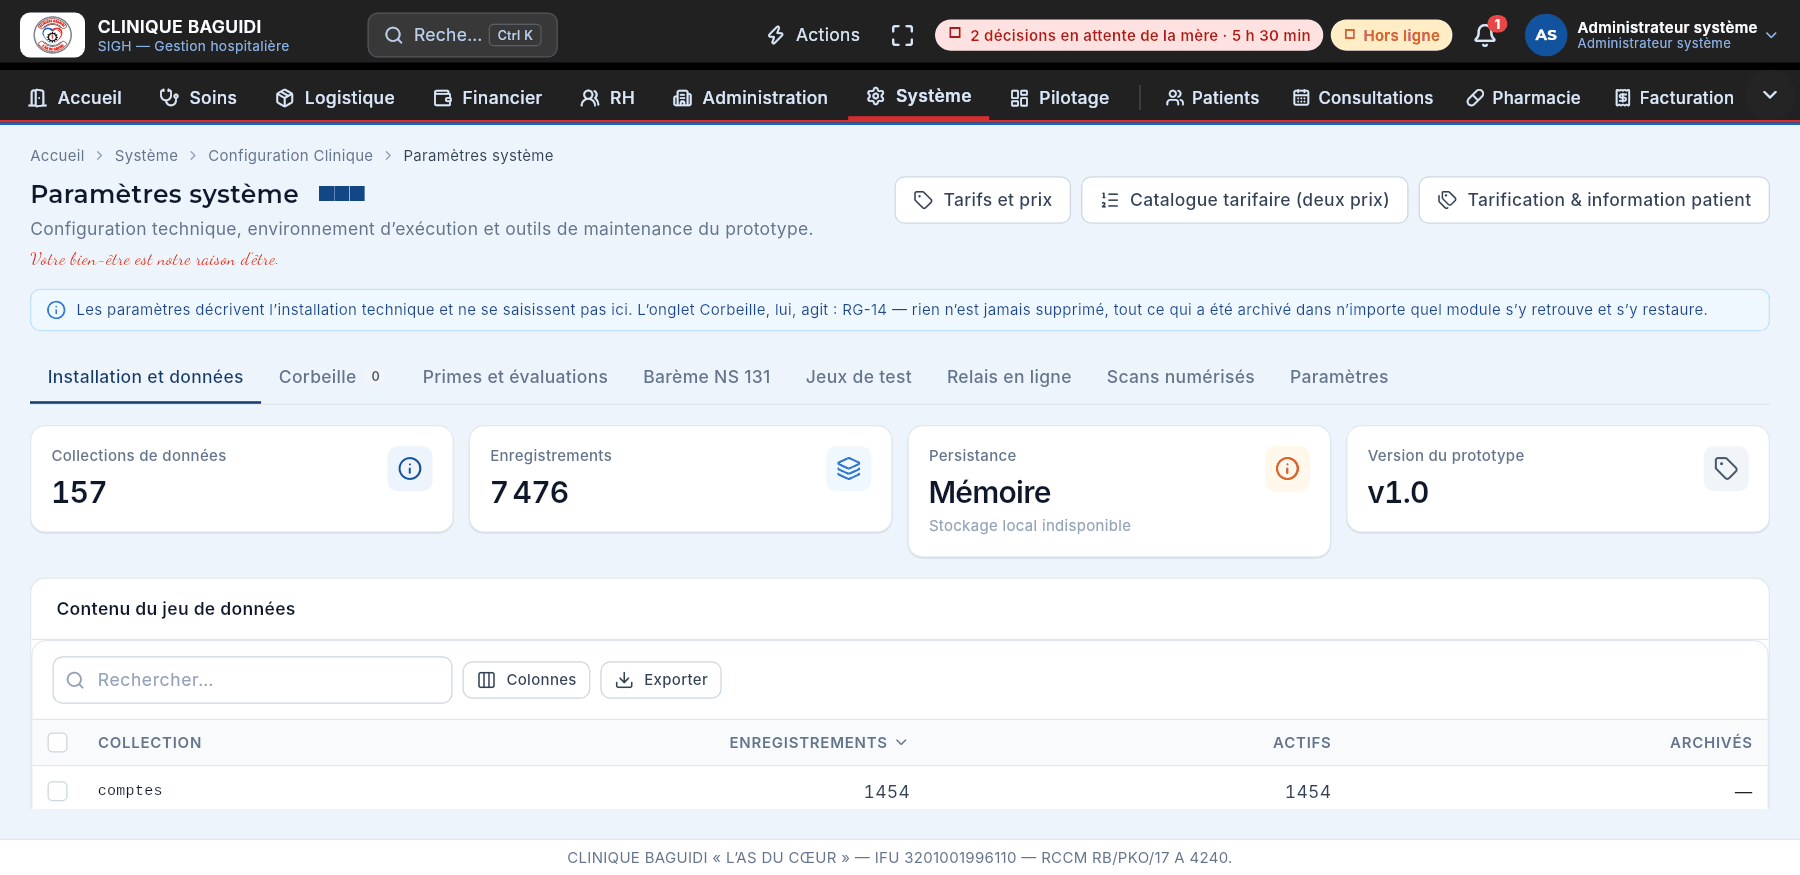 CLINIQUE BAGUIDI
SIGH — Gestion hospitalière
Reche... Ctrl K
Actions
2 décisions en attente de la mère · 5 h 30 min
Hors ligne
1
AS
Administrateur système
Administrateur système
Accueil Soins Logistique Financier RH Administration Système Pilotage Patients Consultations Pharmacie Facturation
Accueil > Système > Configuration Clinique > Paramètres système
Paramètres système
Tarifs et prix
Catalogue tarifaire (deux prix)
Tarification & information patient
Configuration technique, environnement d’exécution et outils de maintenance du prototype.
Votre bien-être est notre raison d'être.
Les paramètres décrivent l’installation technique et ne se saisissent pas ici. L’onglet Corbeille, lui, agit : RG-14 — rien n’est jamais supprimé, tout ce qui a été archivé dans n’importe quel module s’y retrouve et s’y restaure.
Installation et données Corbeille 0 Primes et évaluations Barème NS 131 Jeux de test Relais en ligne Scans numérisés Paramètres
Collections de données
157
Enregistrements
7 476
Persistance
Mémoire
Stockage local indisponible
Version du prototype
v1.0
Contenu du jeu de données
Rechercher...
Colonnes
Exporter
COLLECTION ENREGISTREMENTS ACTIFS ARCHIVÉS
comptes 1454 1454 —
CLINIQUE BAGUIDI « L’AS DU CŒUR » — IFU 3201001996110 — RCCM RB/PKO/17 A 4240.